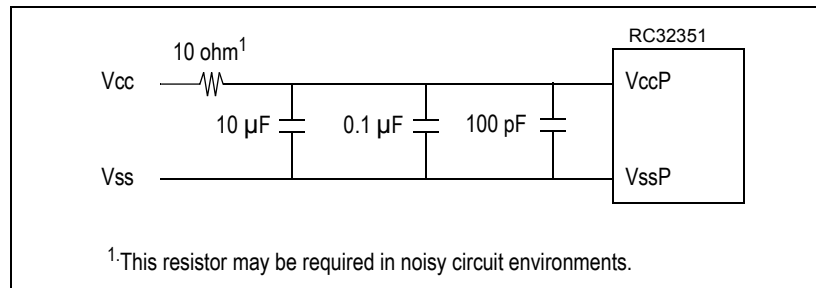 RC32351
10 ohm1
Vcc
VccP
10 µF
0.1 µF
100 pF
Vss
VssP
1.This resistor may be required in noisy circuit environments.